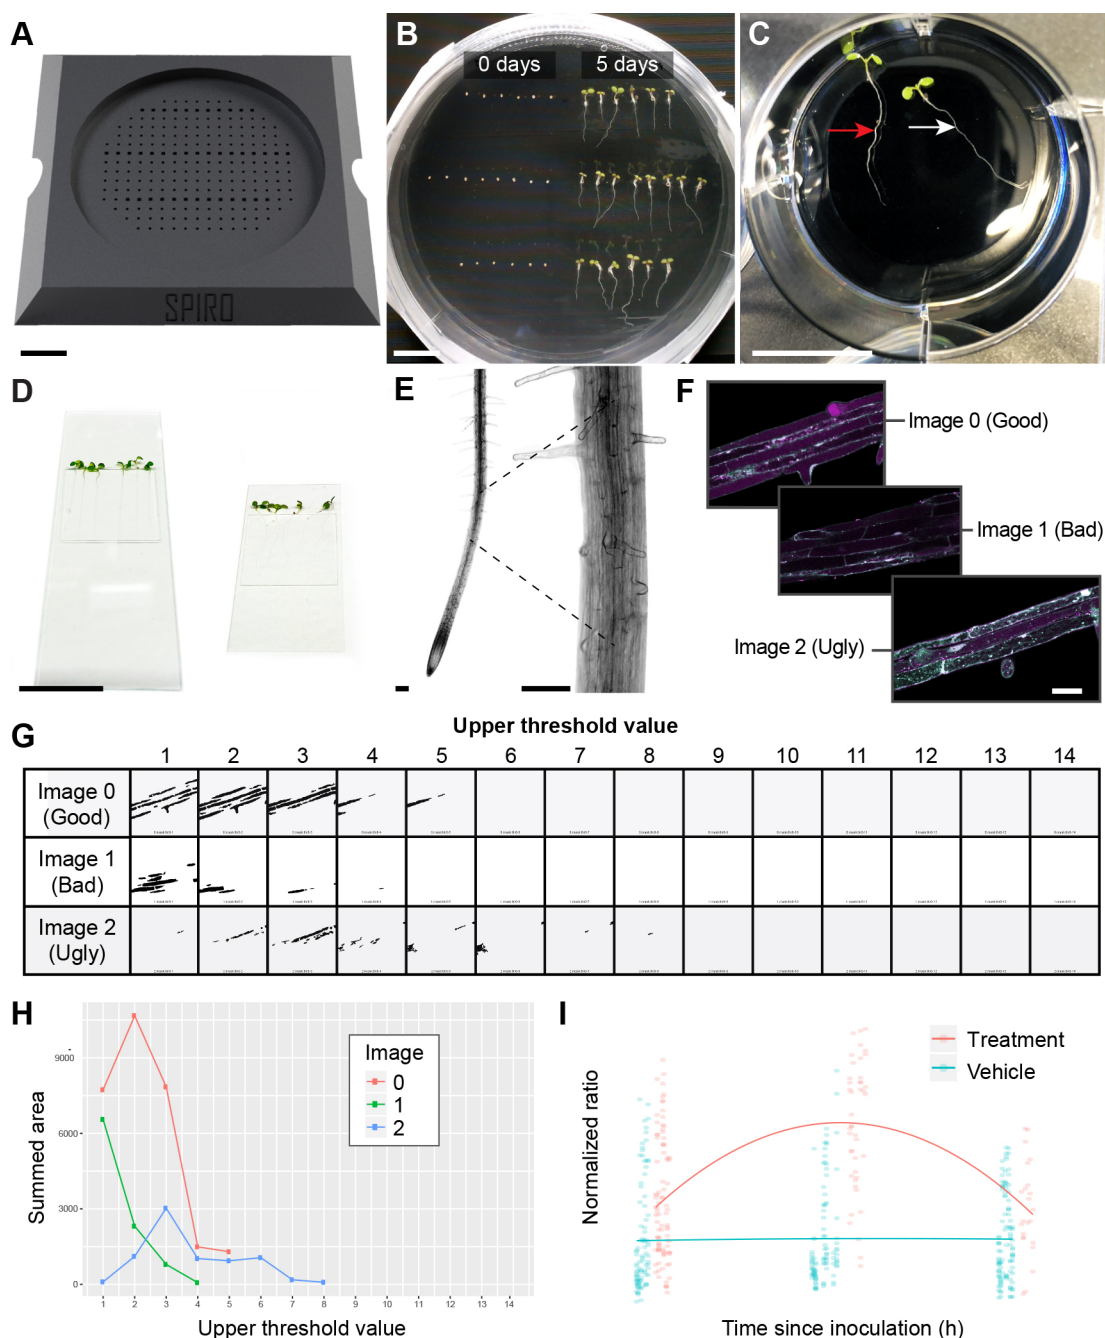 A
B
C
0 days
5 days
SPIRO
D
E
F
Image 0 (Good)
Image 1 (Bad)
Image 2 (Ugly)
G
Upper threshold value
1 2 3 4 5 6 7 8 9 10 11 12 13 14
Image 0
(Good)
Image 1
(Bad)
Image 2
(Ugly)
H
Summed area
9000
6000
3000
0
1 2 3 4 5 6 7 8 9 10 11 12 13 14
Upper threshold value
Image
0
1
2
I
Treatment
Vehicle
Normalized ratio
Time since inoculation (h)